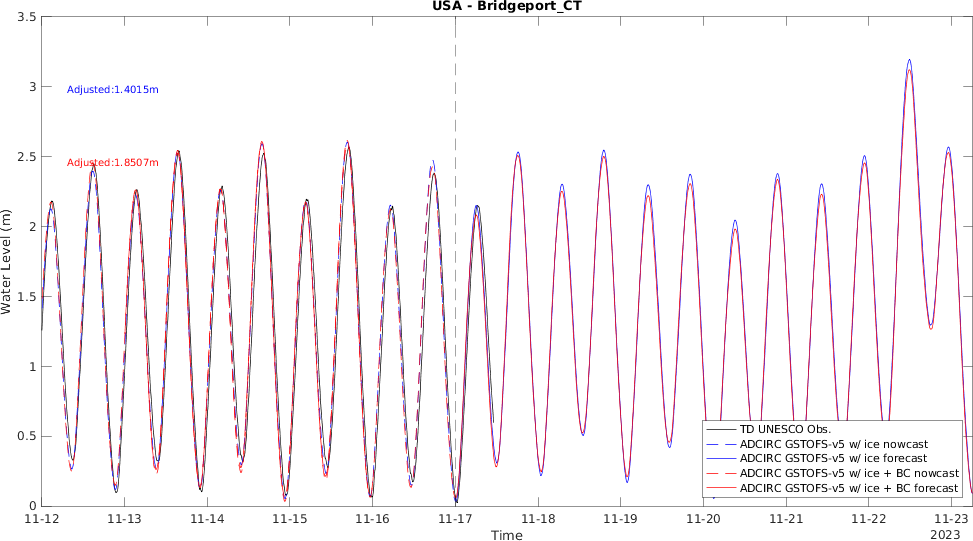 USA - Bridgeport_CT
3.5
3
2.5
2
1.5
1
0.5
0
Water Level (m)
Adjusted:1.4015m
Adjusted:1.8507m
TD UNESCO Obs.
ADCIRC GSTOFS-v5 w/ ice nowcast
ADCIRC GSTOFS-v5 w/ ice forecast
ADCIRC GSTOFS-v5 w/ ice + BC nowcast
ADCIRC GSTOFS-v5 w/ ice + BC forecast
11-12 11-13 11-14 11-15 11-16 11-17 11-18 11-19 11-20 11-21 11-22 11-23
2023
Time